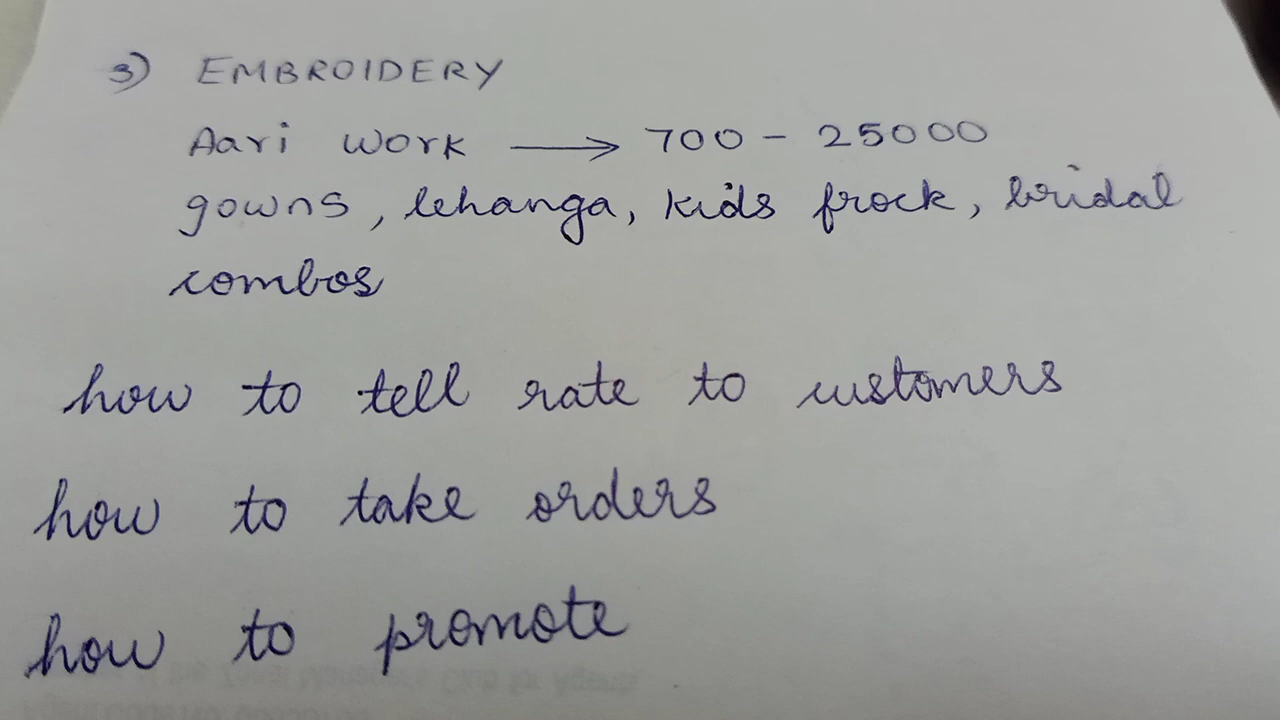 3) EMBROIDERY
Aari work → 700 - 25000
gowns, lehanga, kids frock, bridal
combos
how to tell rate to customers
how to take orders
how to promote